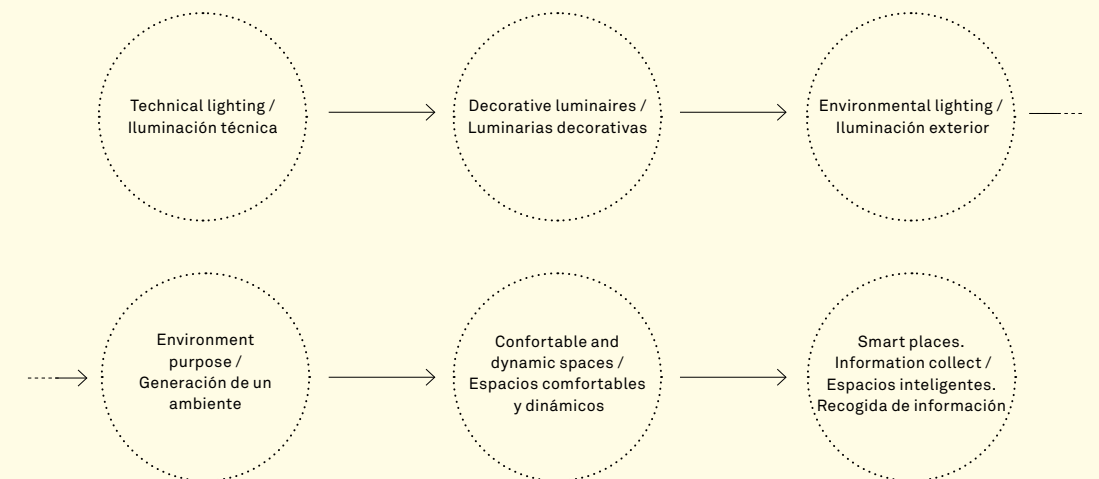 Technical lighting /
Iluminación técnica
Decorative luminaires /
Luminarias decorativas
Environmental lighting /
Iluminación exterior
Environment
purpose /
Generación de un
ambiente
Confortable and
dynamic spaces /
Espacios comfortables
y dinámicos
Smart places.
Information collect /
Espacios inteligentes.
Recogida de información